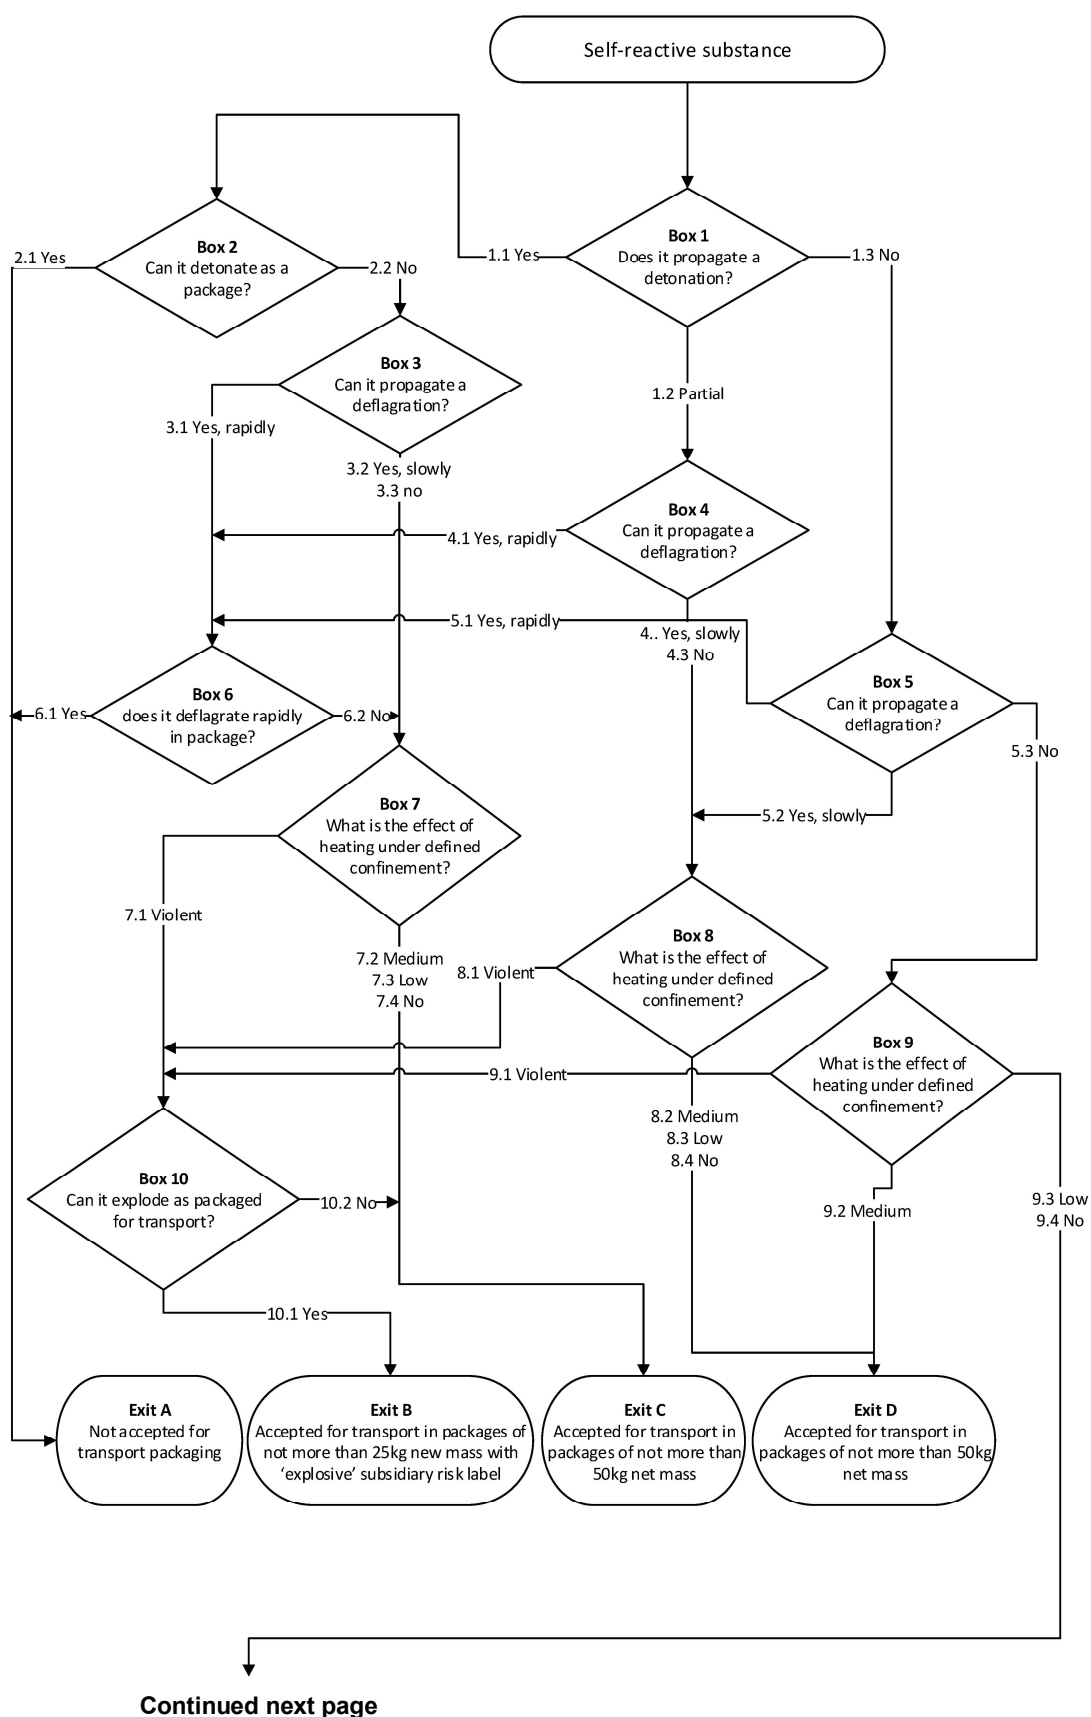 Self-reactive substance
Box 1
Does it propagate a
detonation?
1.1 Yes
1.3 No
1.2 Partial
Box 2
Can it detonate as a
package?
2.1 Yes
2.2 No
Box 3
Can it propagate a
deflagration?
3.1 Yes, rapidly
3.2 Yes, slowly
3.3 no
Box 4
Can it propagate a
deflagration?
4.1 Yes, rapidly
4.. Yes, slowly
4.3 No
Box 5
Can it propagate a
deflagration?
5.1 Yes, rapidly
5.2 Yes, slowly
5.3 No
Box 6
does it deflagrate rapidly
in package?
6.1 Yes
6.2 No
Box 7
What is the effect of
heating under defined
confinement?
7.1 Violent
7.2 Medium
7.3 Low
7.4 No
Box 8
What is the effect of
heating under defined
confinement?
8.1 Violent
8.2 Medium
8.3 Low
8.4 No
Box 9
What is the effect of
heating under defined
confinement?
9.1 Violent
9.2 Medium
9.3 Low
9.4 No
Box 10
Can it explode as packaged
for transport?
10.2 No
10.1 Yes
Exit A
Not accepted for
transport packaging
Exit B
Accepted for transport in packages of
not more than 25kg new mass with
‘explosive’ subsidiary risk label
Exit C
Accepted for transport in
packages of not more than
50kg net mass
Exit D
Accepted for transport in
packages of not more than 50kg
net mass
Continued next page